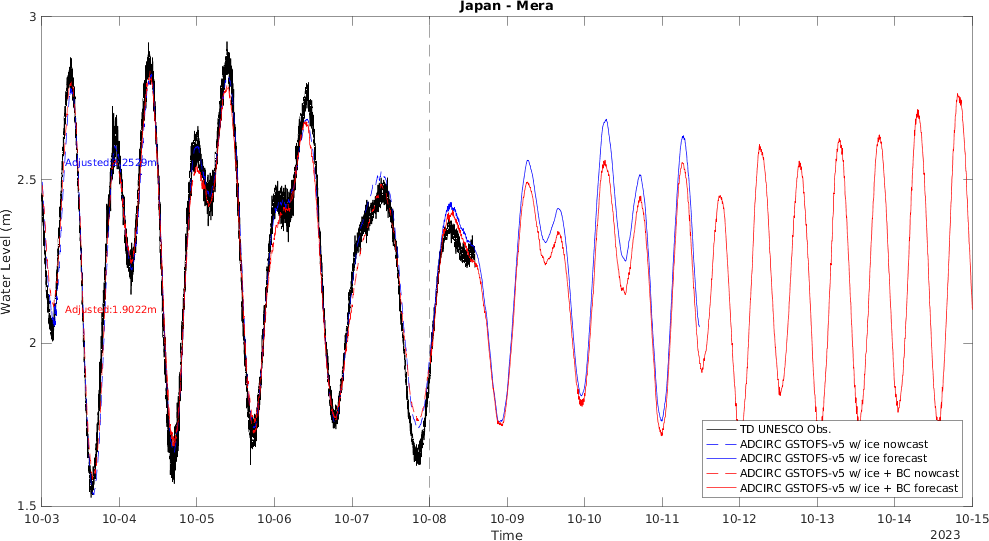 Japan - Mera
Water Level (m)
3
2.5
2
1.5
Adjusted:
2529m
Adjusted:1.9022m
10-03 10-04 10-05 10-06 10-07 10-08 10-09 10-10 10-11 10-12 10-13 10-14 10-15
Time
2023
TD UNESCO Obs.
ADCIRC GSTOFS-v5 w/ ice nowcast
ADCIRC GSTOFS-v5 w/ ice forecast
ADCIRC GSTOFS-v5 w/ ice + BC nowcast
ADCIRC GSTOFS-v5 w/ ice + BC forecast